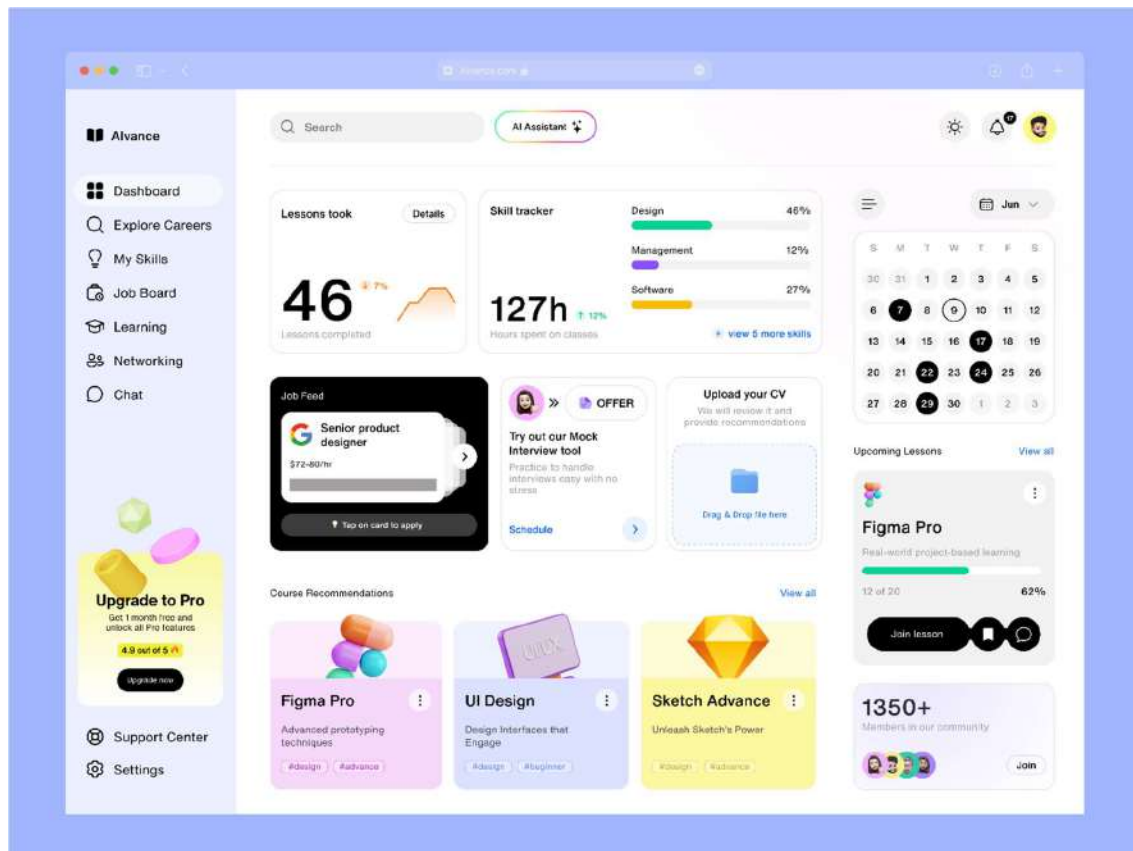 AIvance
Dashboard
Explore Careers
My Skills
Job Board
Learning
Networking
Chat
Upgrade to Pro
Get 1 month free and
unlock all Pro features
4.9 out of 5
Upgrade now
Support Center
Settings
Search
AI Assistant
17
Lessons took
Details
46
7%
Lessons completed
Skill tracker
127h
12%
Hours spent on classes
Design 46%
Management 12%
Software 27%
view 5 more skills
Job Feed
Senior product
designer
$72-80/hr
Tap on card to apply
OFFER
Try out our Mock
Interview tool
Practice to handle
interviews easy with no
stress
Schedule
Upload your CV
We will review it and
provide recommendations
Drag & Drop file here
Course Recommendations
View all
Figma Pro
Advanced prototyping
techniques
#design #advance
UI/UX
UI Design
Design Interfaces that
Engage
#design #beginner
Sketch Advance
Unleash Sketch's Power
#design #advance
Jun
S M T W T F S
30 31 1 2 3 4 5
6 7 8 9 10 11 12
13 14 15 16 17 18 19
20 21 22 23 24 25 26
27 28 29 30 1 2 3
Upcoming Lessons
View all
Figma Pro
Real-world project-based learning
12 of 20 62%
Join lesson
1350+
Members in our community
Join